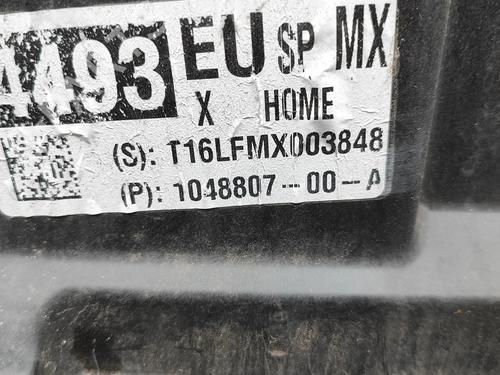 4493 EU SP MX
X HOME
(S): T16LFMX003848
(P): 1048807-00-A